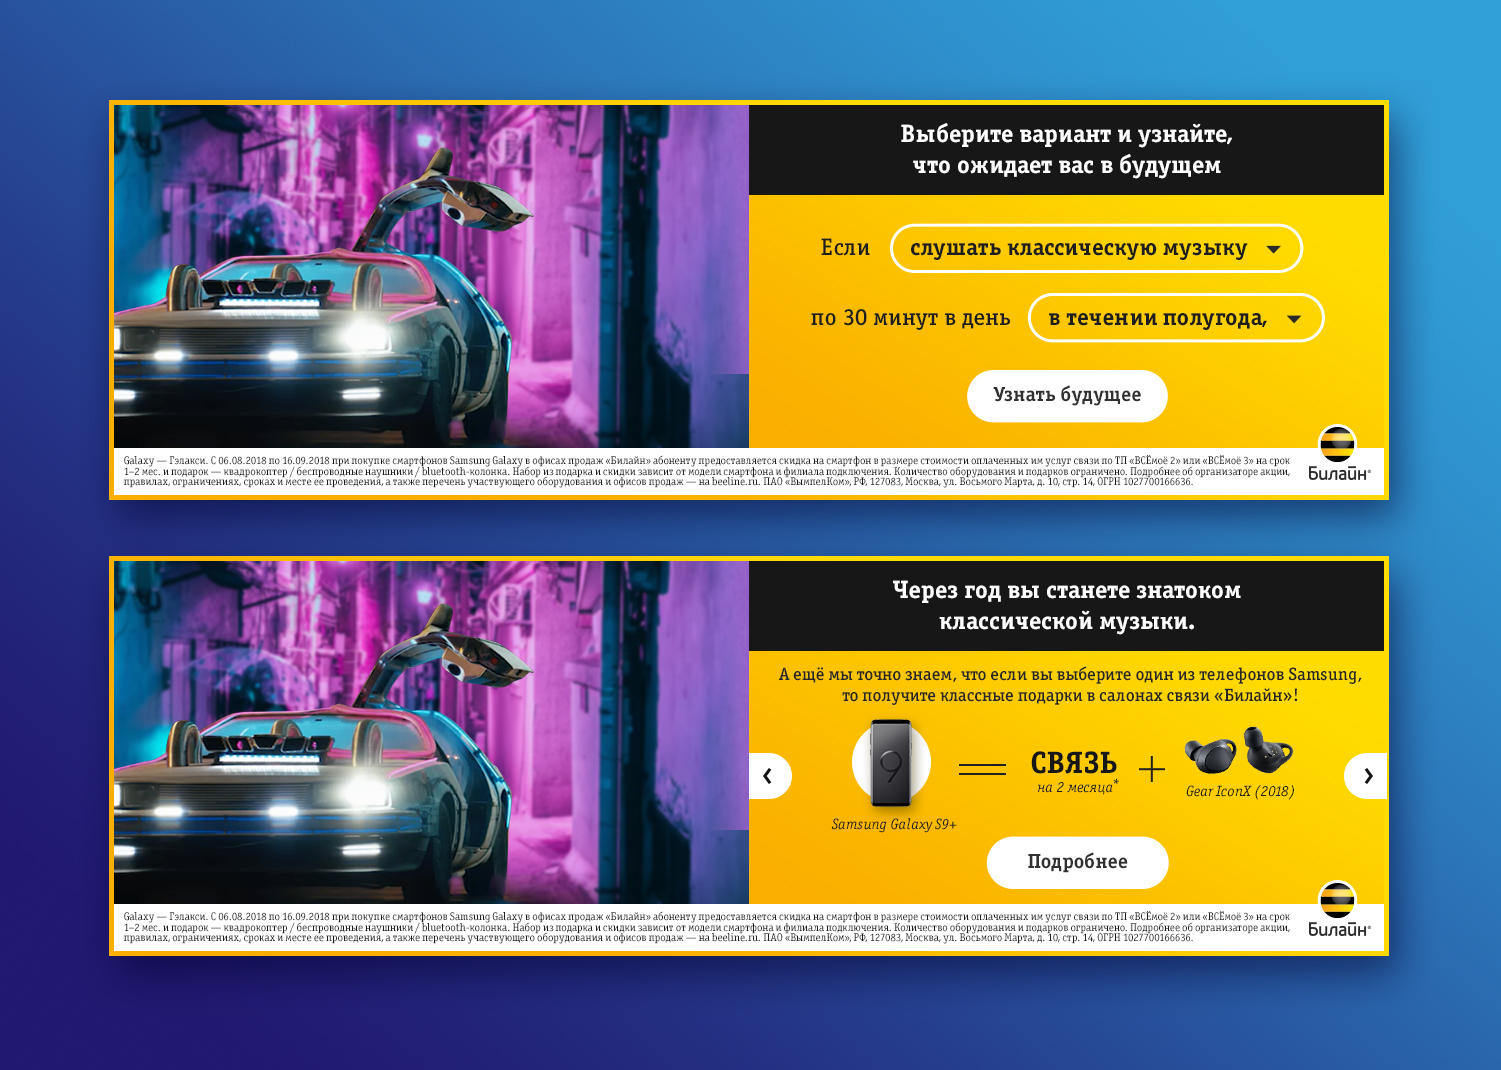 Выберите вариант и узнайте,
что ожидает вас в будущем
Если слушать классическую музыку
по 30 минут в день в течении полугода,
Узнать будущее
Galaxy — Гэлакси. С 06.08.2018 по 16.09.2018 при покупке смартфонов Samsung Galaxy в офисах продаж «Билайн» абоненту предоставляется скидка на смартфон в размере стоимости оплаченных им услуг связи по ТП «ВСЁмоё 2» или «ВСЁмоё 3» на срок
1–2 мес. и подарок — квадрокоптер / беспроводные наушники / bluetooth-колонка. Набор из подарка и скидки зависит от модели смартфона и филиала подключения. Количество оборудования и подарков ограничено. Подробнее об организаторе акции,
правилах, ограничениях, сроках и месте ее проведения, а также перечень участвующего оборудования и офисов продаж — на beeline.ru. ПАО «ВымпелКом», РФ, 127083, Москва, ул. Восьмого Марта, д. 10, стр. 14, ОГРН 1027700166636.
Билайн®
Через год вы станете знатоком
классической музыки.
А ещё мы точно знаем, что если вы выберите один из телефонов Samsung,
то получите классные подарки в салонах связи «Билайн»!
9
СВЯЗЬ
на 2 месяца*
Gear IconX (2018)
Samsung Galaxy S9+
Подробнее
Galaxy — Гэлакси. С 06.08.2018 по 16.09.2018 при покупке смартфонов Samsung Galaxy в офисах продаж «Билайн» абоненту предоставляется скидка на смартфон в размере стоимости оплаченных им услуг связи по ТП «ВСЁмоё 2» или «ВСЁмоё 3» на срок
1–2 мес. и подарок — квадрокоптер / беспроводные наушники / bluetooth-колонка. Набор из подарка и скидки зависит от модели смартфона и филиала подключения. Количество оборудования и подарков ограничено. Подробнее об организаторе акции,
правилах, ограничениях, сроках и месте ее проведения, а также перечень участвующего оборудования и офисов продаж — на beeline.ru. ПАО «ВымпелКом», РФ, 127083, Москва, ул. Восьмого Марта, д. 10, стр. 14, ОГРН 1027700166636.
Билайн®